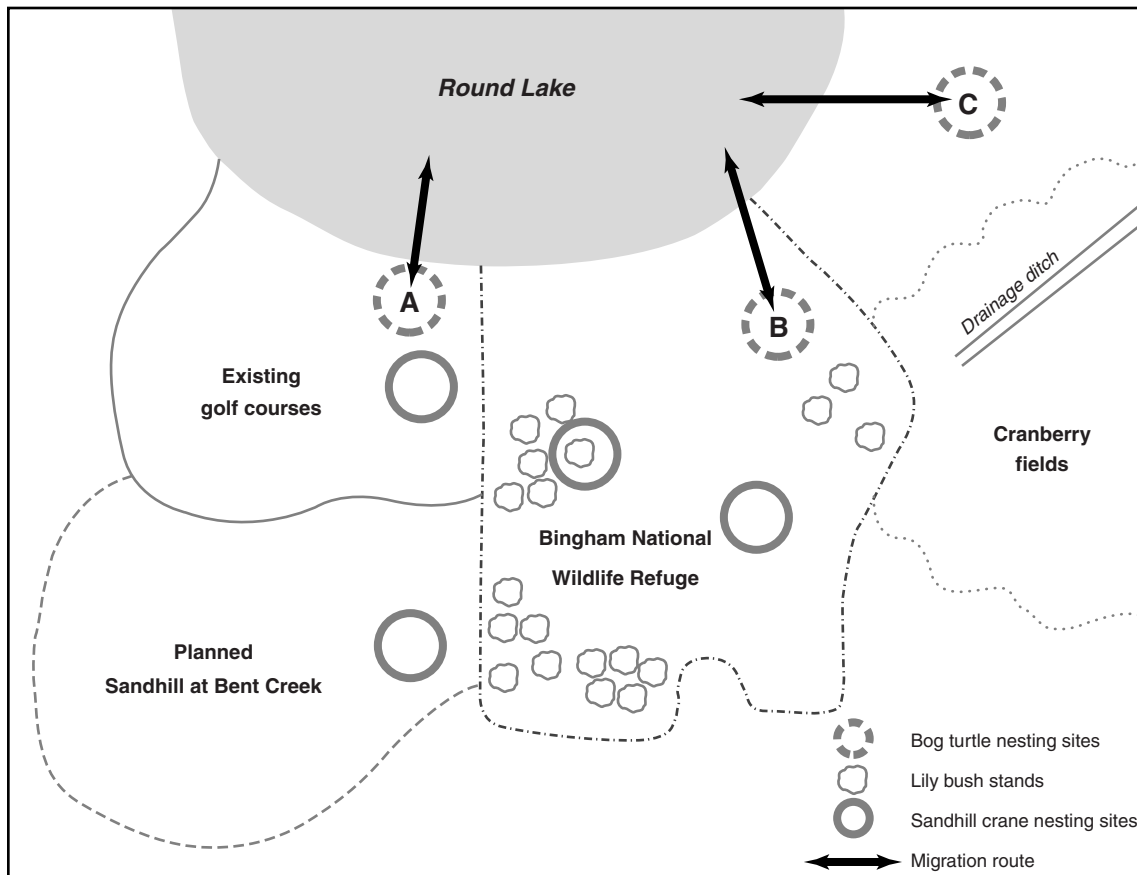 Round Lake
C
A
B
Drainage ditch
Existing
golf courses
Cranberry
fields
Bingham National
Wildlife Refuge
Planned
Sandhill at Bent Creek
Bog turtle nesting sites
Lily bush stands
Sandhill crane nesting sites
Migration route